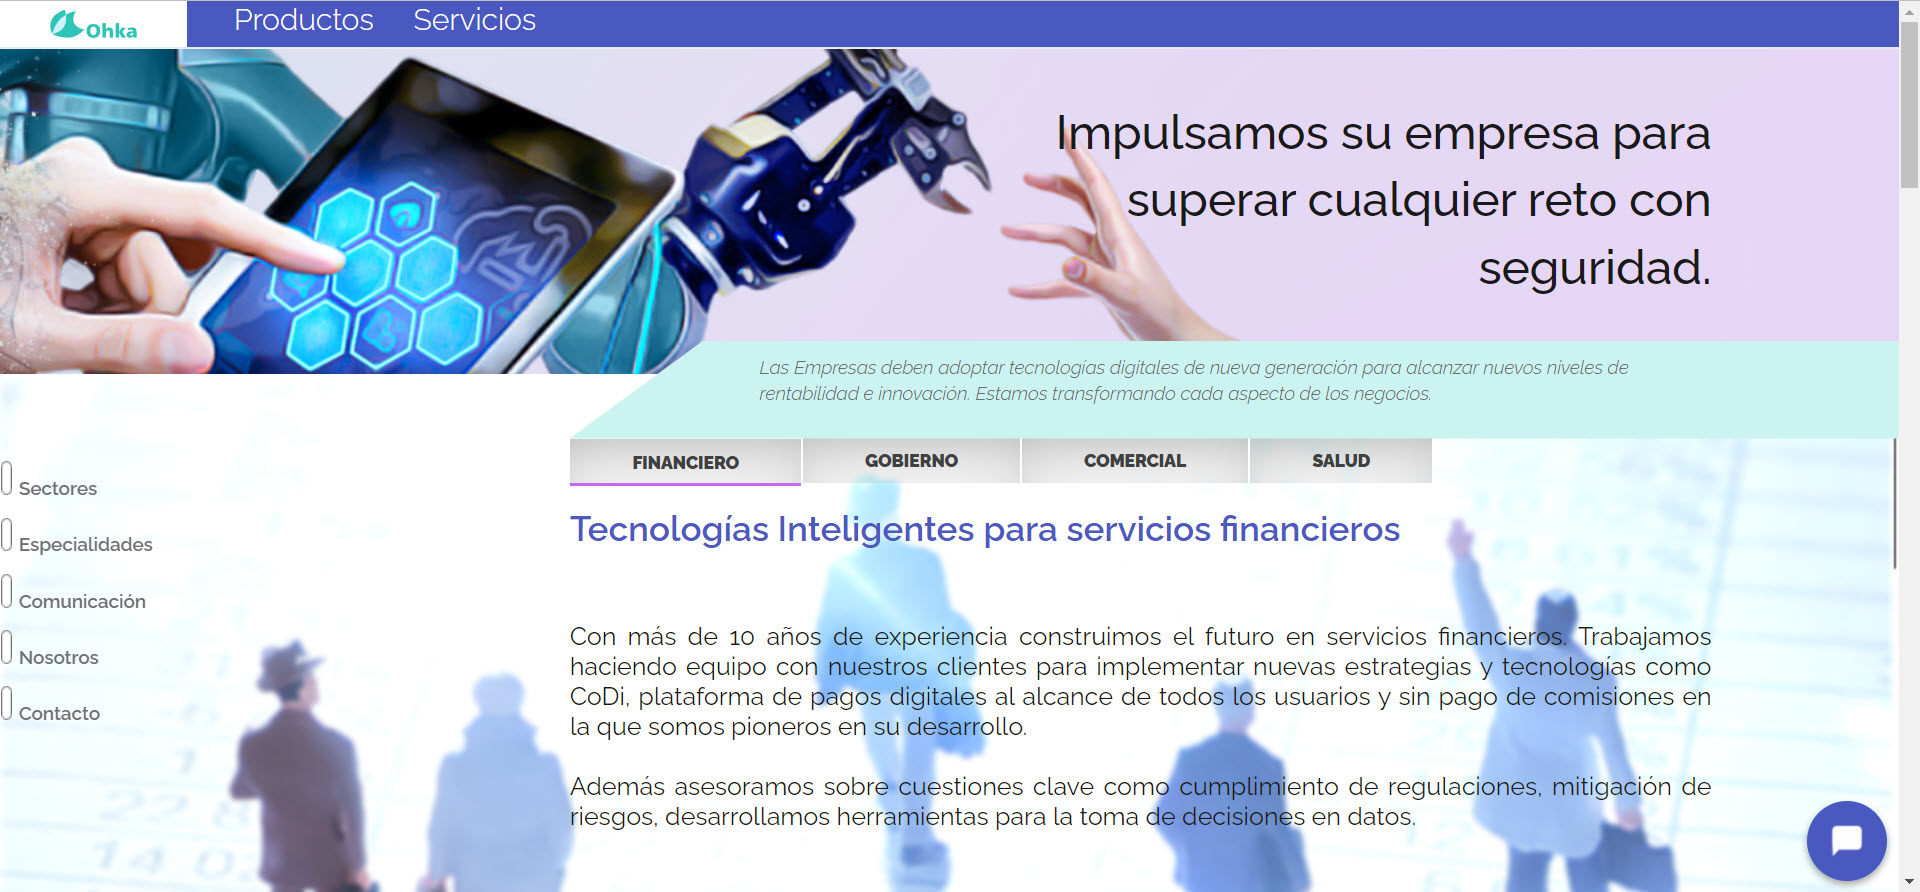 Ohka
Productos Servicios
Impulsamos su empresa para
superar cualquier reto con
seguridad.
Las Empresas deben adoptar tecnologías digitales de nueva generación para alcanzar nuevos niveles de
rentabilidad e innovación. Estamos transformando cada aspecto de los negocios.
FINANCIERO GOBIERNO COMERCIAL SALUD
Sectores
Especialidades
Comunicación
Nosotros
Contacto
Tecnologías Inteligentes para servicios financieros
Con más de 10 años de experiencia construimos el futuro en servicios financieros. Trabajamos
haciendo equipo con nuestros clientes para implementar nuevas estrategias y tecnologías como
CoDi, plataforma de pagos digitales al alcance de todos los usuarios y sin pago de comisiones en
la que somos pioneros en su desarrollo.
Además asesoramos sobre cuestiones clave como cumplimiento de regulaciones, mitigación de
riesgos, desarrollamos herramientas para la toma de decisiones en datos.